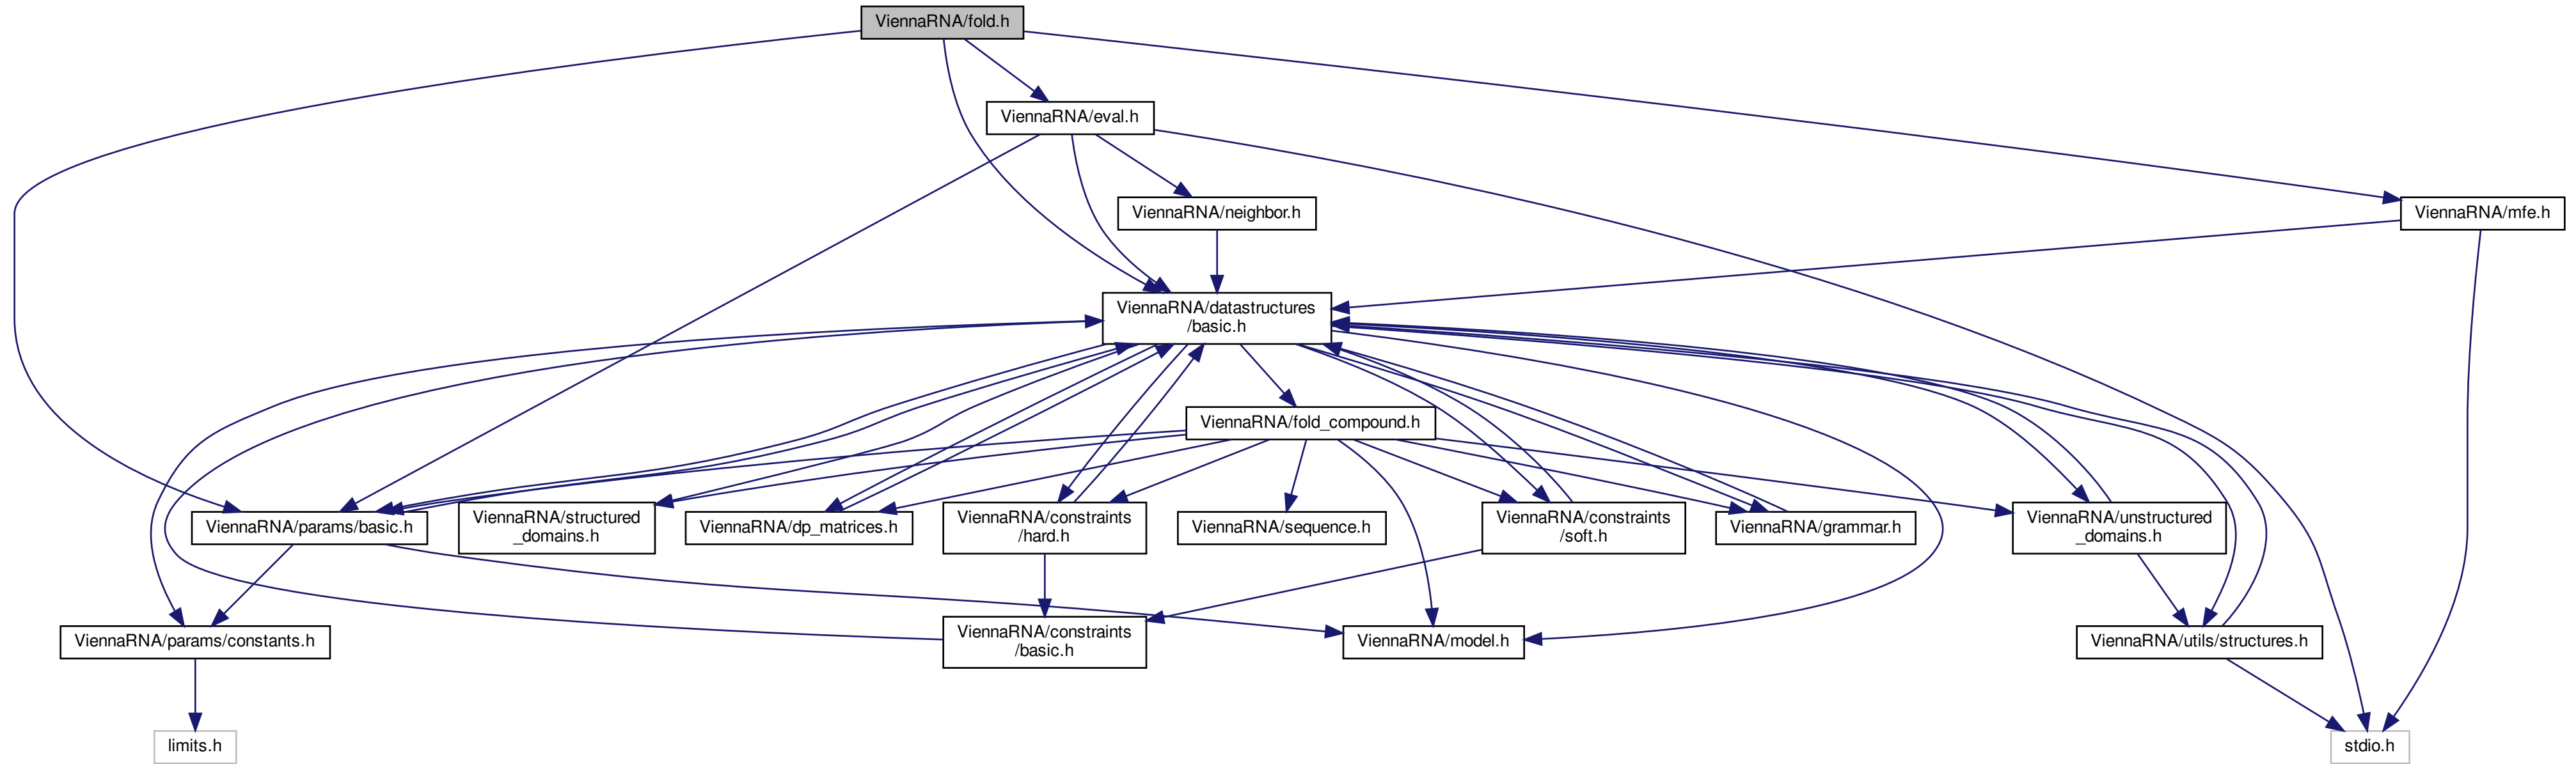 ViennaRNA/fold.h
ViennaRNA/eval.h
ViennaRNA/neighbor.h
ViennaRNA/mfe.h
ViennaRNA/datastructures
/basic.h
ViennaRNA/fold_compound.h
ViennaRNA/params/basic.h
ViennaRNA/structured
_domains.h
ViennaRNA/dp_matrices.h
ViennaRNA/constraints
/hard.h
ViennaRNA/sequence.h
ViennaRNA/constraints
/soft.h
ViennaRNA/grammar.h
ViennaRNA/unstructured
_domains.h
ViennaRNA/params/constants.h
ViennaRNA/constraints
/basic.h
ViennaRNA/model.h
ViennaRNA/utils/structures.h
limits.h
stdio.h